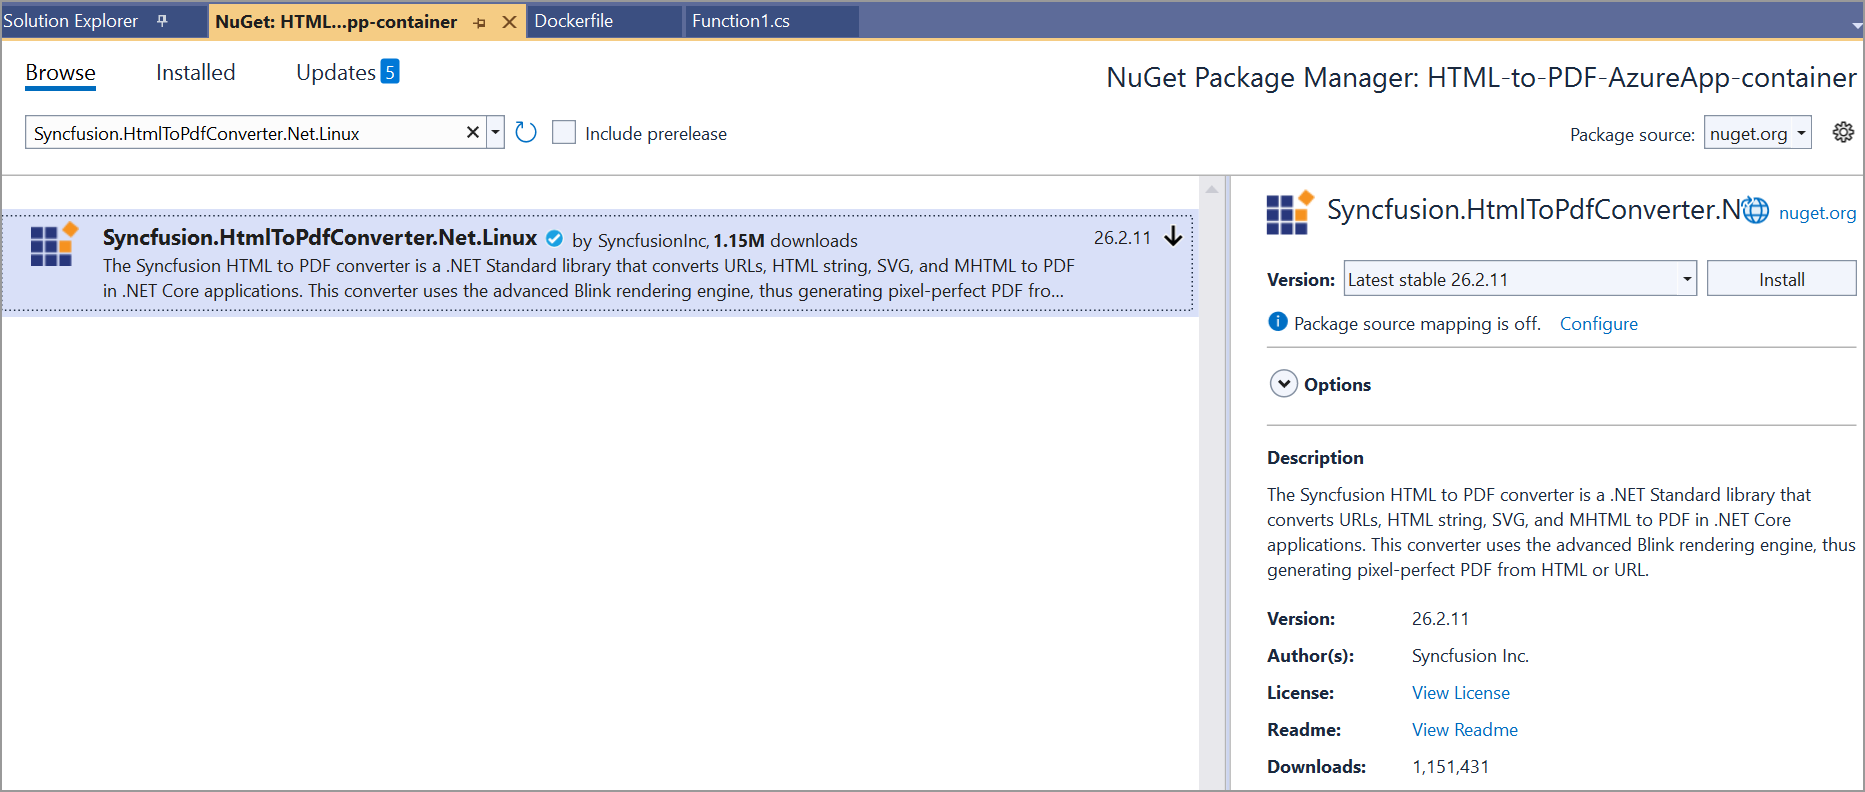 Solution Explorer NuGet: HTML...pp-container Dockerfile Function1.cs
Browse Installed Updates 5
NuGet Package Manager: HTML-to-PDF-AzureApp-container
Syncfusion.HtmlToPdfConverter.Net.Linux Include prerelease
Package source: nuget.org
Syncfusion.HtmlToPdfConverter.Net.Linux by SyncfusionInc, 1.15M downloads 26.2.11
The Syncfusion HTML to PDF converter is a .NET Standard library that converts URLs, HTML string, SVG, and MHTML to PDF
in .NET Core applications. This converter uses the advanced Blink rendering engine, thus generating pixel-perfect PDF fro...
Syncfusion.HtmlToPdfConverter.N nuget.org
Version: Latest stable 26.2.11 Install
Package source mapping is off. Configure
Options
Description
The Syncfusion HTML to PDF converter is a .NET Standard library that
converts URLs, HTML string, SVG, and MHTML to PDF in .NET Core
applications. This converter uses the advanced Blink rendering engine, thus
generating pixel-perfect PDF from HTML or URL.
Version: 26.2.11
Author(s): Syncfusion Inc.
License: View License
Readme: View Readme
Downloads: 1,151,431